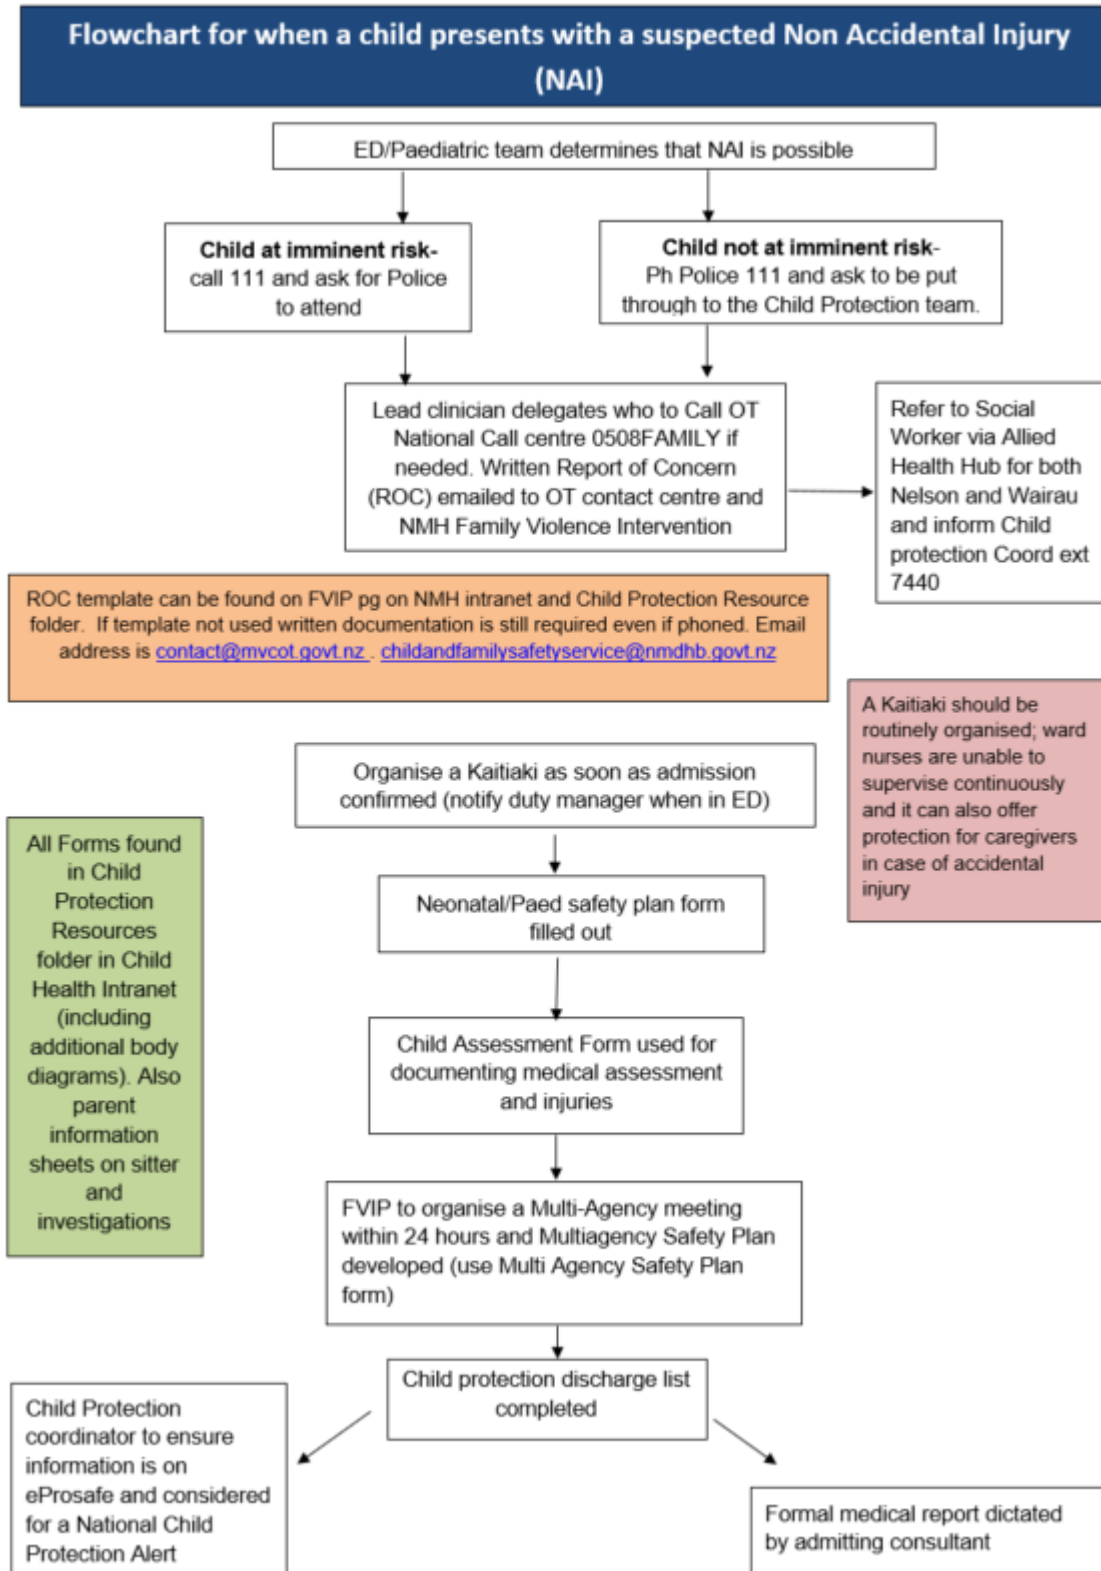 Flowchart for when a child presents with a suspected Non Accidental Injury
(NAI)
ED/Paediatric team determines that NAI is possible
Child at imminent risk-
call 111 and ask for Police
to attend
Child not at imminent risk-
Ph Police 111 and ask to be put
through to the Child Protection team.
Lead clinician delegates who to Call OT
National Call centre 0508FAMILY if
needed. Written Report of Concern
(ROC) emailed to OT contact centre and
NMH Family Violence Intervention
Refer to Social
Worker via Allied
Health Hub for both
Nelson and Wairau
and inform Child
protection Coord ext
7440
ROC template can be found on FVIP pg on NMH intranet and Child Protection Resource
folder. If template not used written documentation is still required even if phoned. Email
address is contact@mvcot.govt.nz . childandfamilysafetyservice@nmdhb.govt.nz
A Kaitiaki should be
routinely organised; ward
nurses are unable to
supervise continuously
and it can also offer
protection for caregivers
in case of accidental
injury
Organise a Kaitiaki as soon as admission
confirmed (notify duty manager when in ED)
All Forms found
in Child
Protection
Resources
folder in Child
Health Intranet
(including
additional body
diagrams). Also
parent
information
sheets on sitter
and
investigations
Neonatal/Paed safety plan form
filled out
Child Assessment Form used for
documenting medical assessment
and injuries
FVIP to organise a Multi-Agency meeting
within 24 hours and Multiagency Safety Plan
developed (use Multi Agency Safety Plan
form)
Child protection discharge list
completed
Child Protection
coordinator to ensure
information is on
eProsafe and considered
for a National Child
Protection Alert
Formal medical report dictated
by admitting consultant